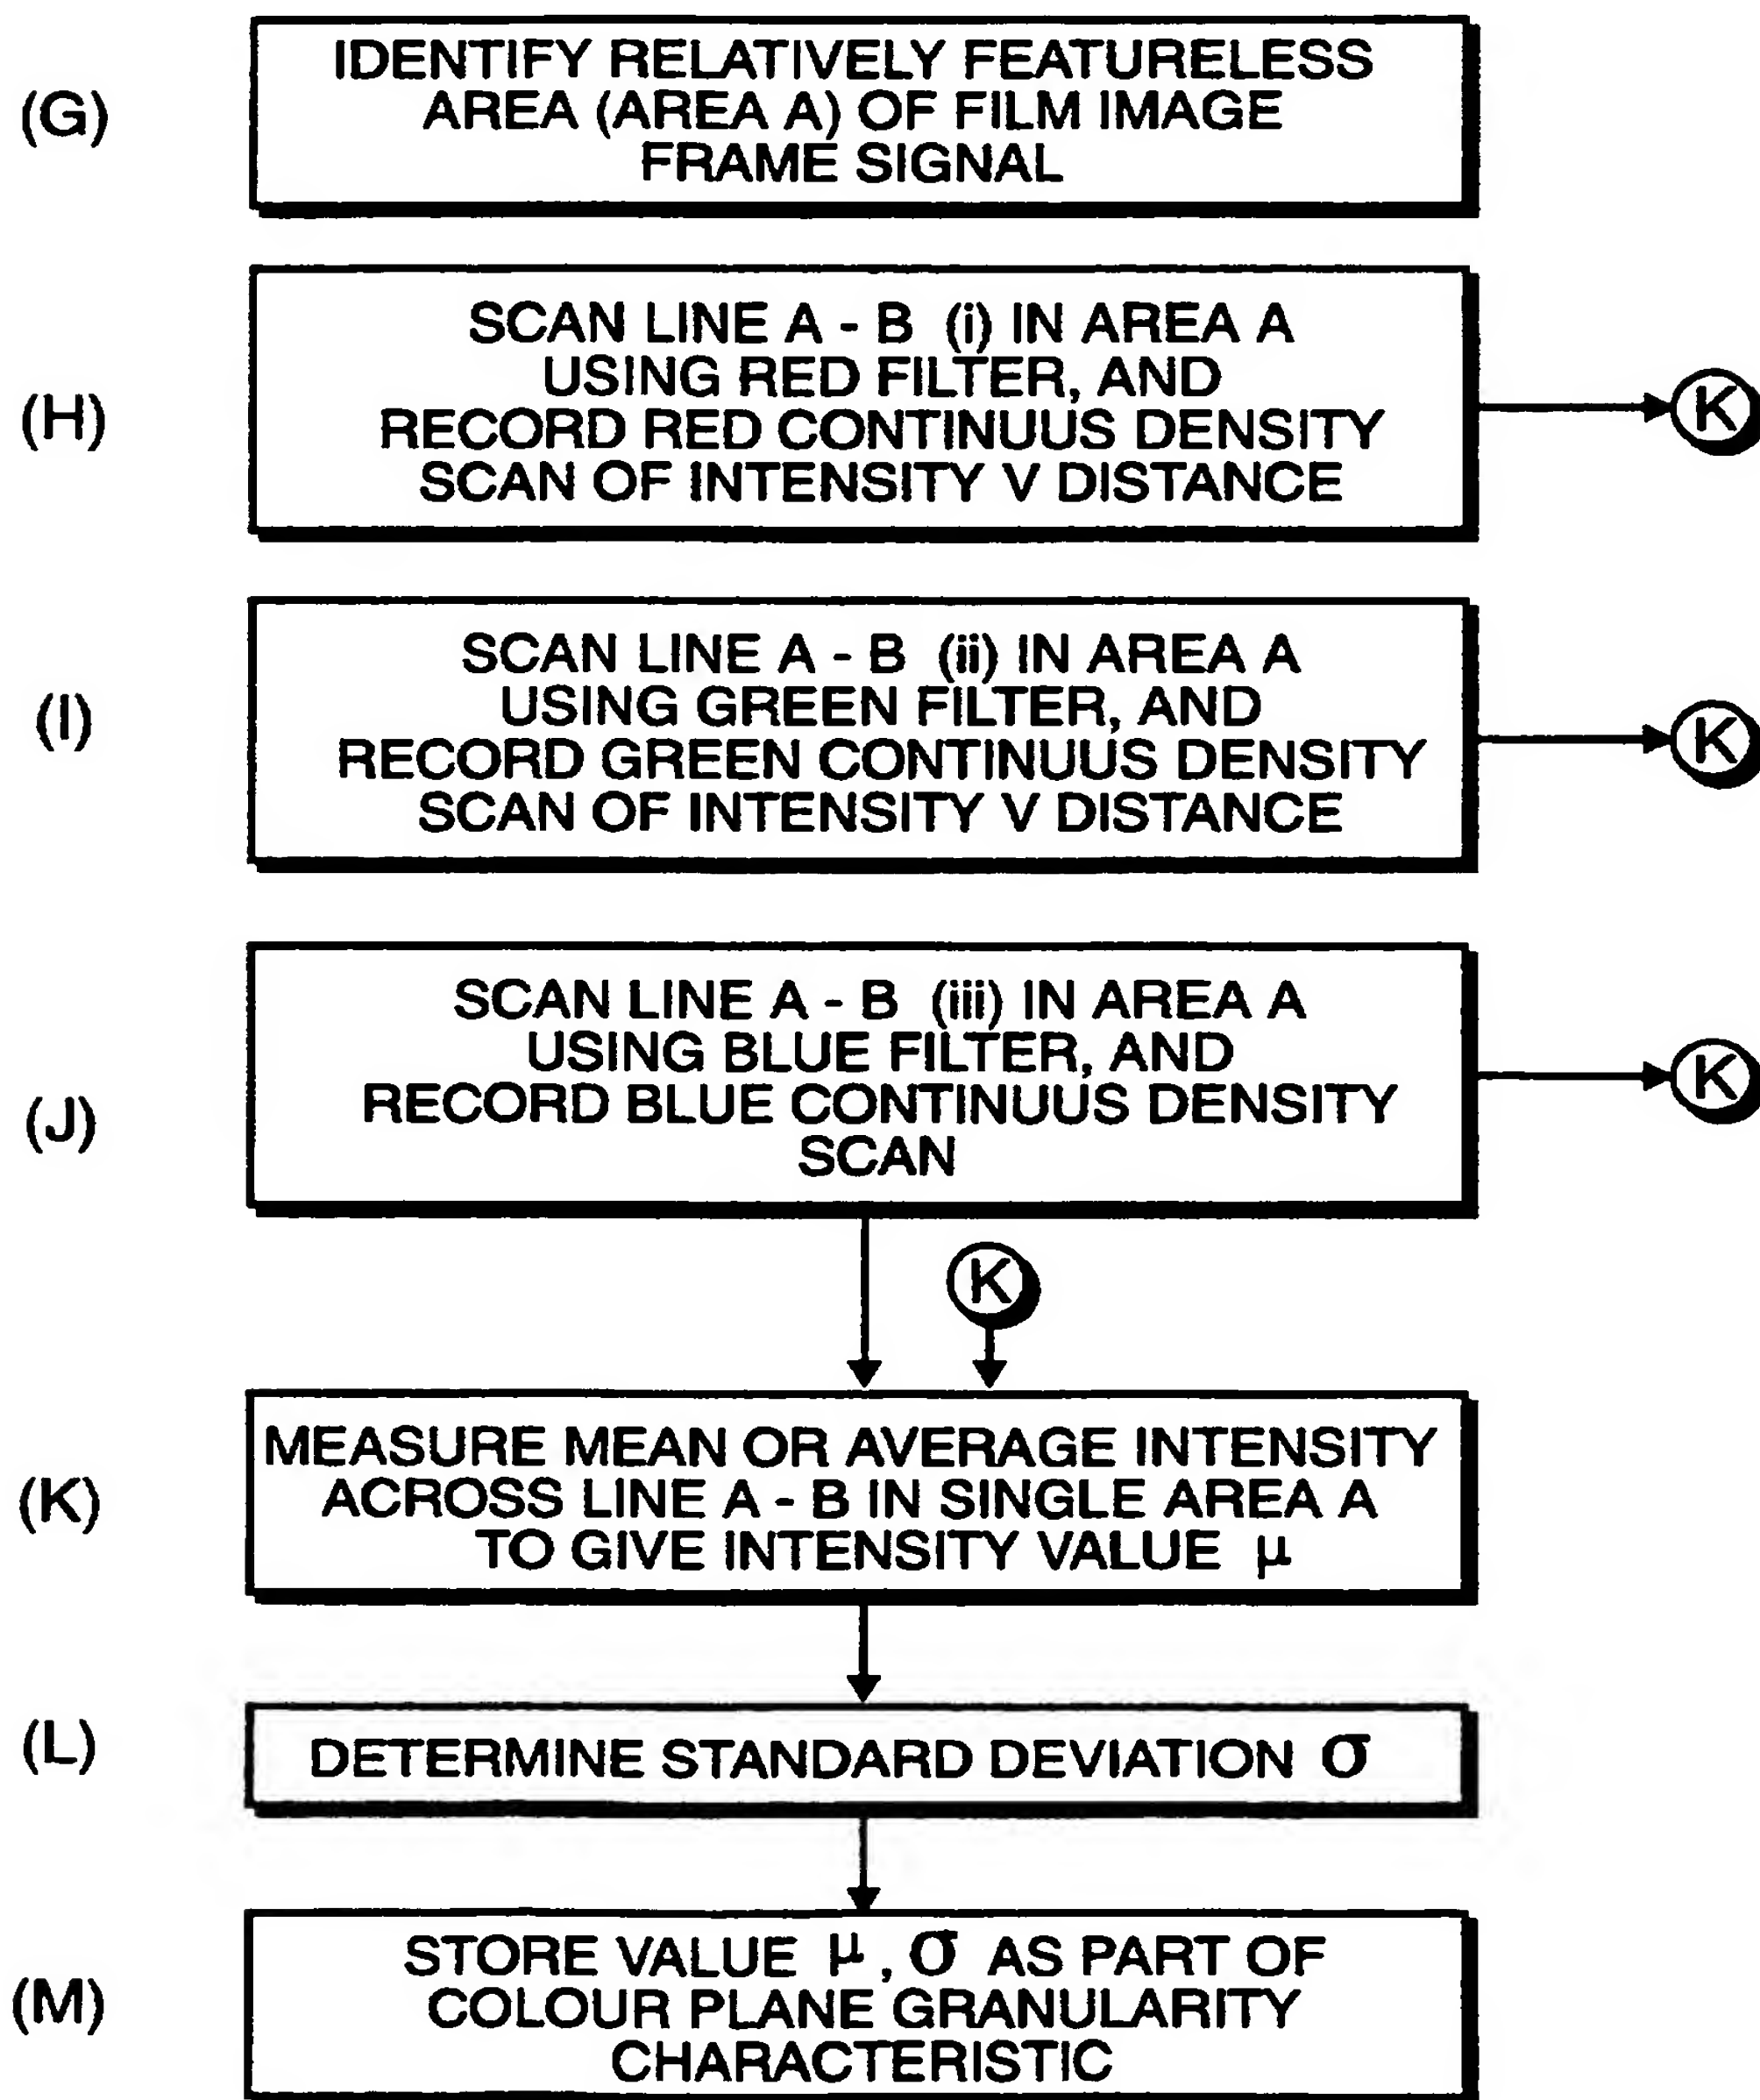 (G)
IDENTIFY RELATIVELY FEATURELESS
AREA (AREA A) OF FILM IMAGE
FRAME SIGNAL
(H)
SCAN LINE A - B (i) IN AREA A
USING RED FILTER, AND
RECORD RED CONTINUUS DENSITY
SCAN OF INTENSITY V DISTANCE
K
(I)
SCAN LINE A - B (ii) IN AREA A
USING GREEN FILTER, AND
RECORD GREEN CONTINUUS DENSITY
SCAN OF INTENSITY V DISTANCE
K
(J)
SCAN LINE A - B (iii) IN AREA A
USING BLUE FILTER, AND
RECORD BLUE CONTINUUS DENSITY
SCAN
K
K
(K)
MEASURE MEAN OR AVERAGE INTENSITY
ACROSS LINE A - B IN SINGLE AREA A
TO GIVE INTENSITY VALUE μ
(L)
DETERMINE STANDARD DEVIATION σ
(M)
STORE VALUE μ, σ AS PART OF
COLOUR PLANE GRANULARITY
CHARACTERISTIC